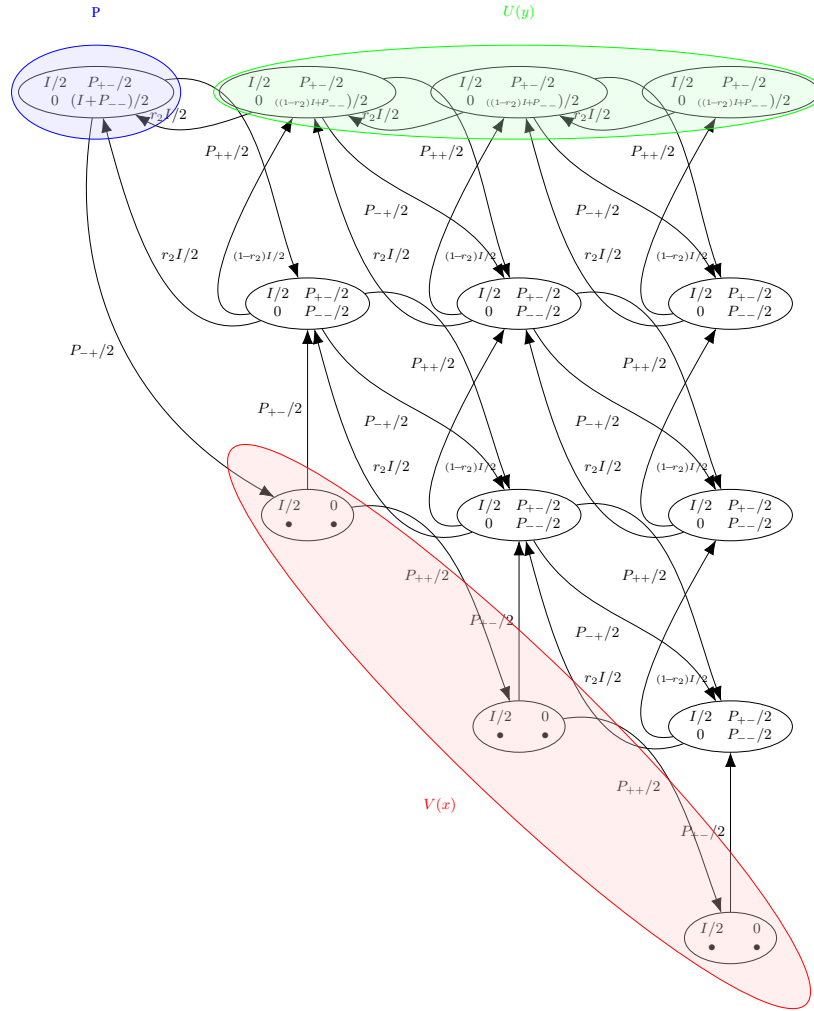 P U(y)
I/2 P₊₋/2 I/2 P₊₋/2 I/2 P₊₋/2 I/2 P₊₋/2
0 (I+P₋₋)/2 0 ((1−r₂)I+P₋₋)/2 0 ((1−r₂)I+P₋₋)/2 0 ((1−r₂)I+P₋₋)/2
r₂I/2 r₂I/2 r₂I/2
P₊₊/2 P₊₊/2 P₊₊/2
P₋₊/2 P₋₊/2
r₂I/2 (1−r₂)I/2 r₂I/2 (1−r₂)I/2 r₂I/2 (1−r₂)I/2
I/2 P₊₋/2 I/2 P₊₋/2 I/2 P₊₋/2
0 P₋₋/2 0 P₋₋/2 0 P₋₋/2
P₋₊/2
P₊₊/2 P₊₊/2
P₊₋/2 P₋₊/2 P₋₊/2
r₂I/2 (1−r₂)I/2 r₂I/2 (1−r₂)I/2
I/2 0 I/2 P₊₋/2 I/2 P₊₋/2
• • 0 P₋₋/2 0 P₋₋/2
P₊₊/2 P₊₊/2
P₊₋/2 P₋₊/2
r₂I/2 (1−r₂)I/2
I/2 0 I/2 P₊₋/2
• • 0 P₋₋/2
P₊₊/2
V(x)
P₊₋/2
I/2 0
• •